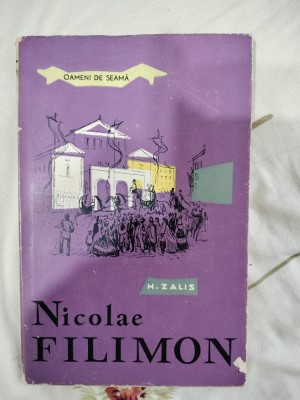 OAMENI DE SEAMĂ
H. ZALIS
Nicolae
FILIMON